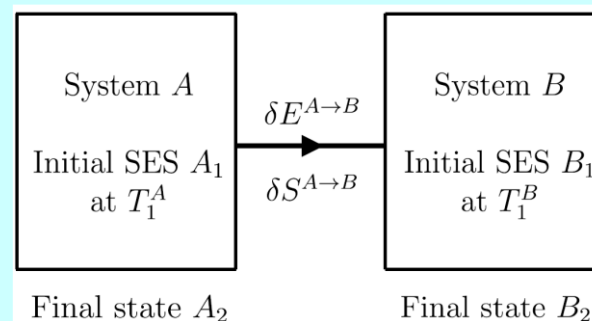 System A
Initial SES A₁
at T₁ᴬ
δEᴬ→ᴮ
δSᴬ→ᴮ
System B
Initial SES B₁
at T₁ᴮ
Final state A₂
Final state B₂